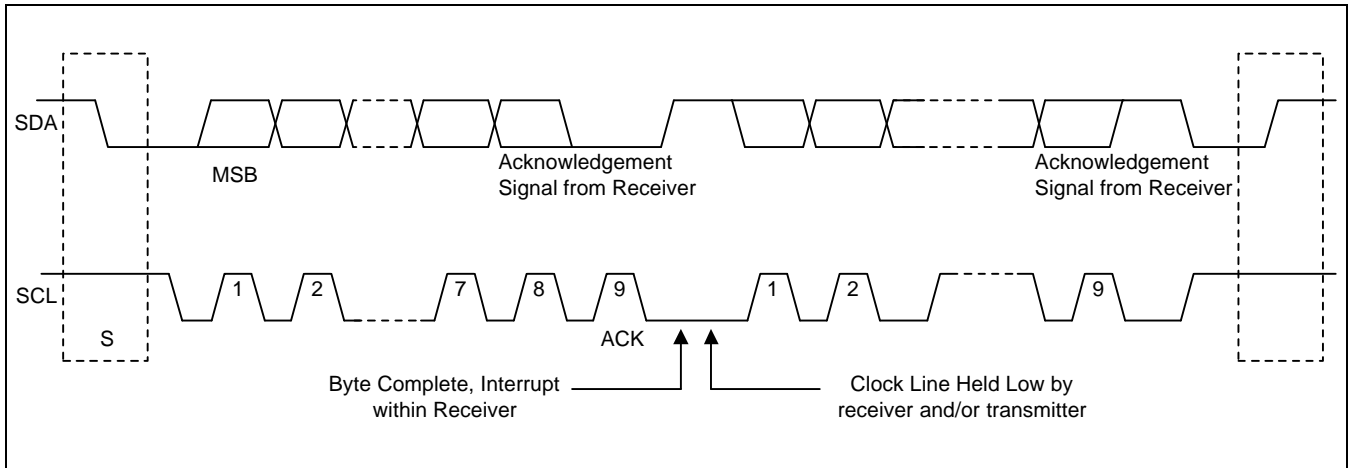 SDA
MSB
Acknowledgement
Signal from Receiver
Acknowledgement
Signal from Receiver
SCL
1
2
7
8
9
1
2
9
S
ACK
Byte Complete, Interrupt
within Receiver
Clock Line Held Low by
receiver and/or transmitter